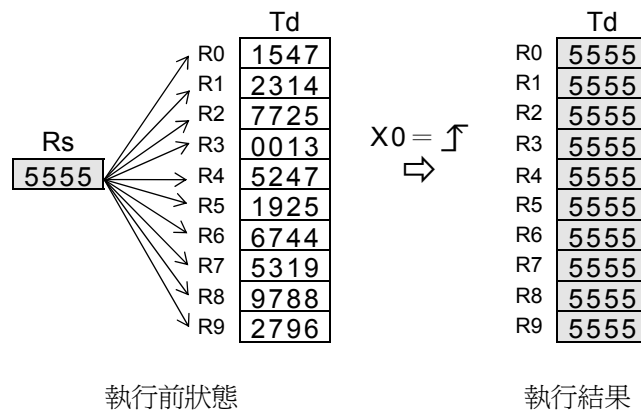 Td
Td
R0 1547
R0 5555
R1 2314
R1 5555
R2 7725
R2 5555
Rs
R3 0013
X0 =
R3 5555
5555
R4 5247
R4 5555
R5 1925
R5 5555
R6 6744
R6 5555
R7 5319
R7 5555
R8 9788
R8 5555
R9 2796
R9 5555
執行前狀態
執行結果